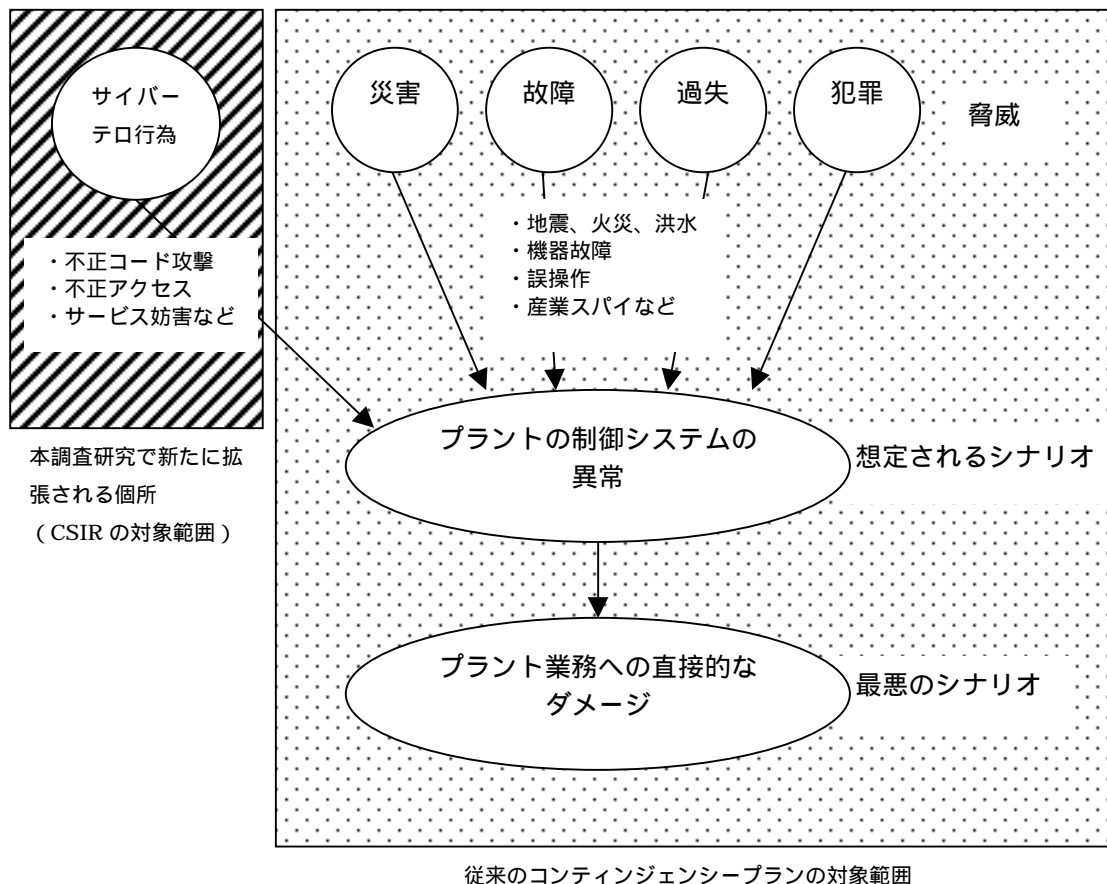 サイバー
テロ行為
・不正コード攻撃
・不正アクセス
・サービス妨害など
本調査研究で新たに拡
張される個所
（CSIR の対象範囲）
災害
故障
過失
犯罪
脅威
・地震、火災、洪水
・機器故障
・誤操作
・産業スパイなど
プラントの制御システムの
異常
想定されるシナリオ
プラント業務への直接的な
ダメージ
最悪のシナリオ
従来のコンティンジェンシープランの対象範囲